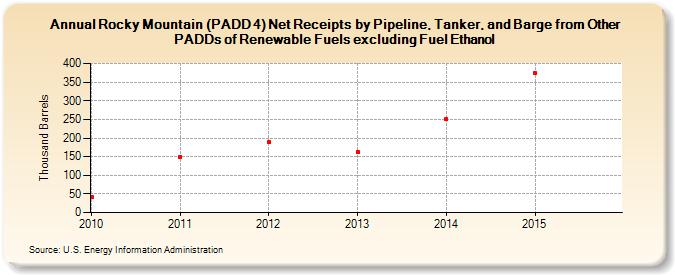 Annual Rocky Mountain (PADD 4) Net Receipts by Pipeline, Tanker, and Barge from Other
PADDs of Renewable Fuels excluding Fuel Ethanol
Thousand Barrels
400
350
300
250
200
150
100
50
0
2010 2011 2012 2013 2014 2015
Source: U.S. Energy Information Administration